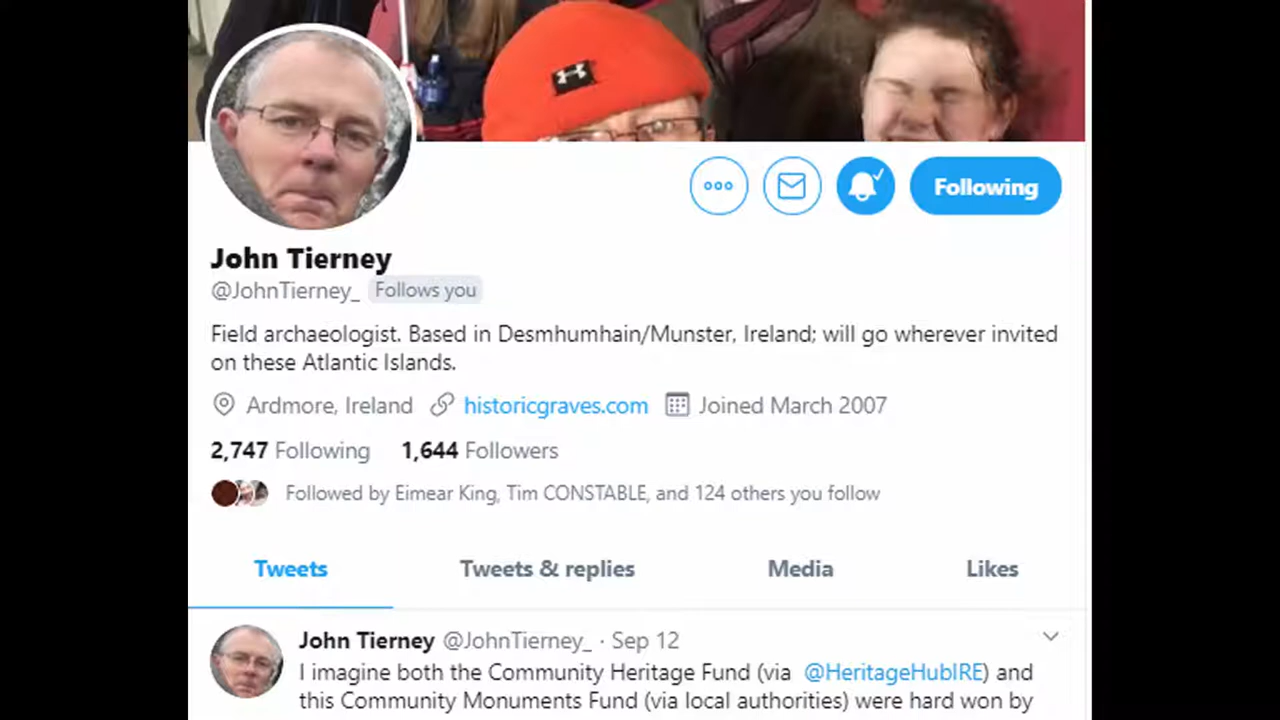 Following
John Tierney
@JohnTierney_ Follows you
Field archaeologist. Based in Desmhumhain/Munster, Ireland; will go wherever invited
on these Atlantic Islands.
Ardmore, Ireland historicgraves.com Joined March 2007
2,747 Following 1,644 Followers
Followed by Eimear King, Tim CONSTABLE, and 124 others you follow
Tweets Tweets & replies Media Likes
John Tierney @JohnTierney_ · Sep 12
I imagine both the Community Heritage Fund (via @HeritageHubIRE) and
this Community Monuments Fund (via local authorities) were hard won by